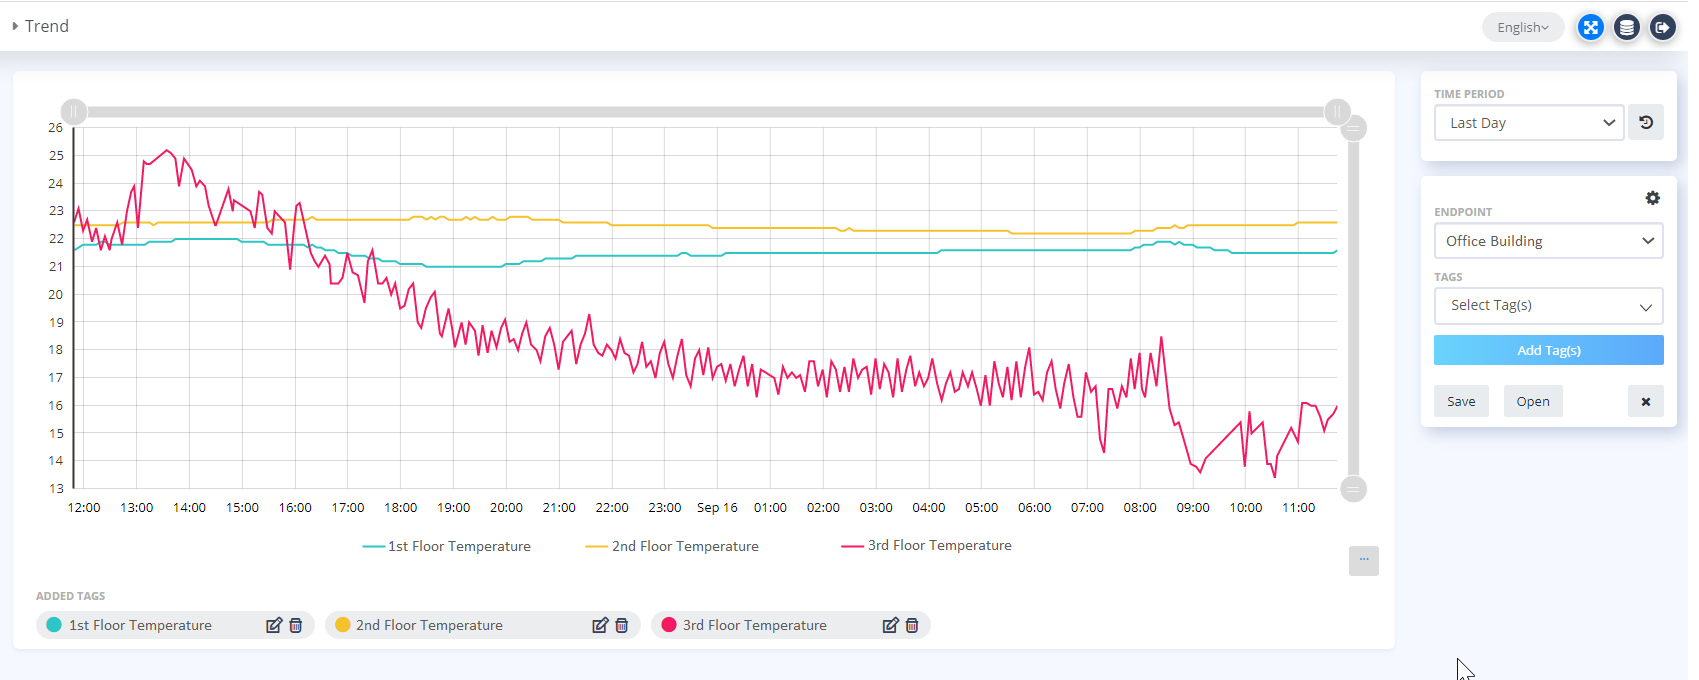 Trend
English
TIME PERIOD
Last Day
26
25
24
23
22
21
20
19
18
17
16
15
14
13
12:00 13:00 14:00 15:00 16:00 17:00 18:00 19:00 20:00 21:00 22:00 23:00 Sep 16 01:00 02:00 03:00 04:00 05:00 06:00 07:00 08:00 09:00 10:00 11:00
1st Floor Temperature 2nd Floor Temperature 3rd Floor Temperature
...
ADDED TAGS
1st Floor Temperature 2nd Floor Temperature 3rd Floor Temperature
ENDPOINT
Office Building
TAGS
Select Tag(s)
Add Tag(s)
Save Open